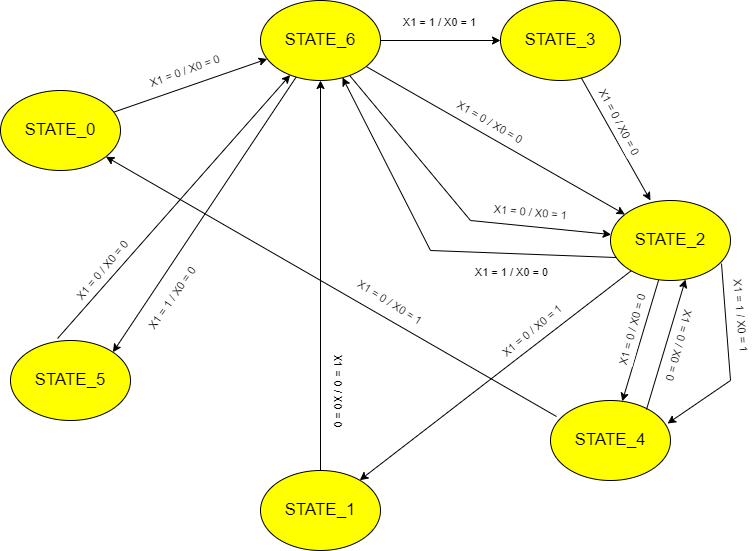 X1 = 1 / X0 = 1
STATE_6
STATE_3
X1 = 0 / X0 = 0
X1 = 0 / X0 = 0
X1 = 0 / X0 = 0
STATE_0
X1 = 0 / X0 = 1
STATE_2
X1 = 0 / X0 = 0
X1 = 1 / X0 = 0
X1 = 1 / X0 = 0
X1 = 0 / X0 = 1
X1 = 0 / X0 = 1
X1 = 0 / X0 = 0
X1 = 0 / X0 = 0
X1 = 1 / X0 = 1
STATE_5
X1 = 0 / X0 = 0
STATE_4
STATE_1